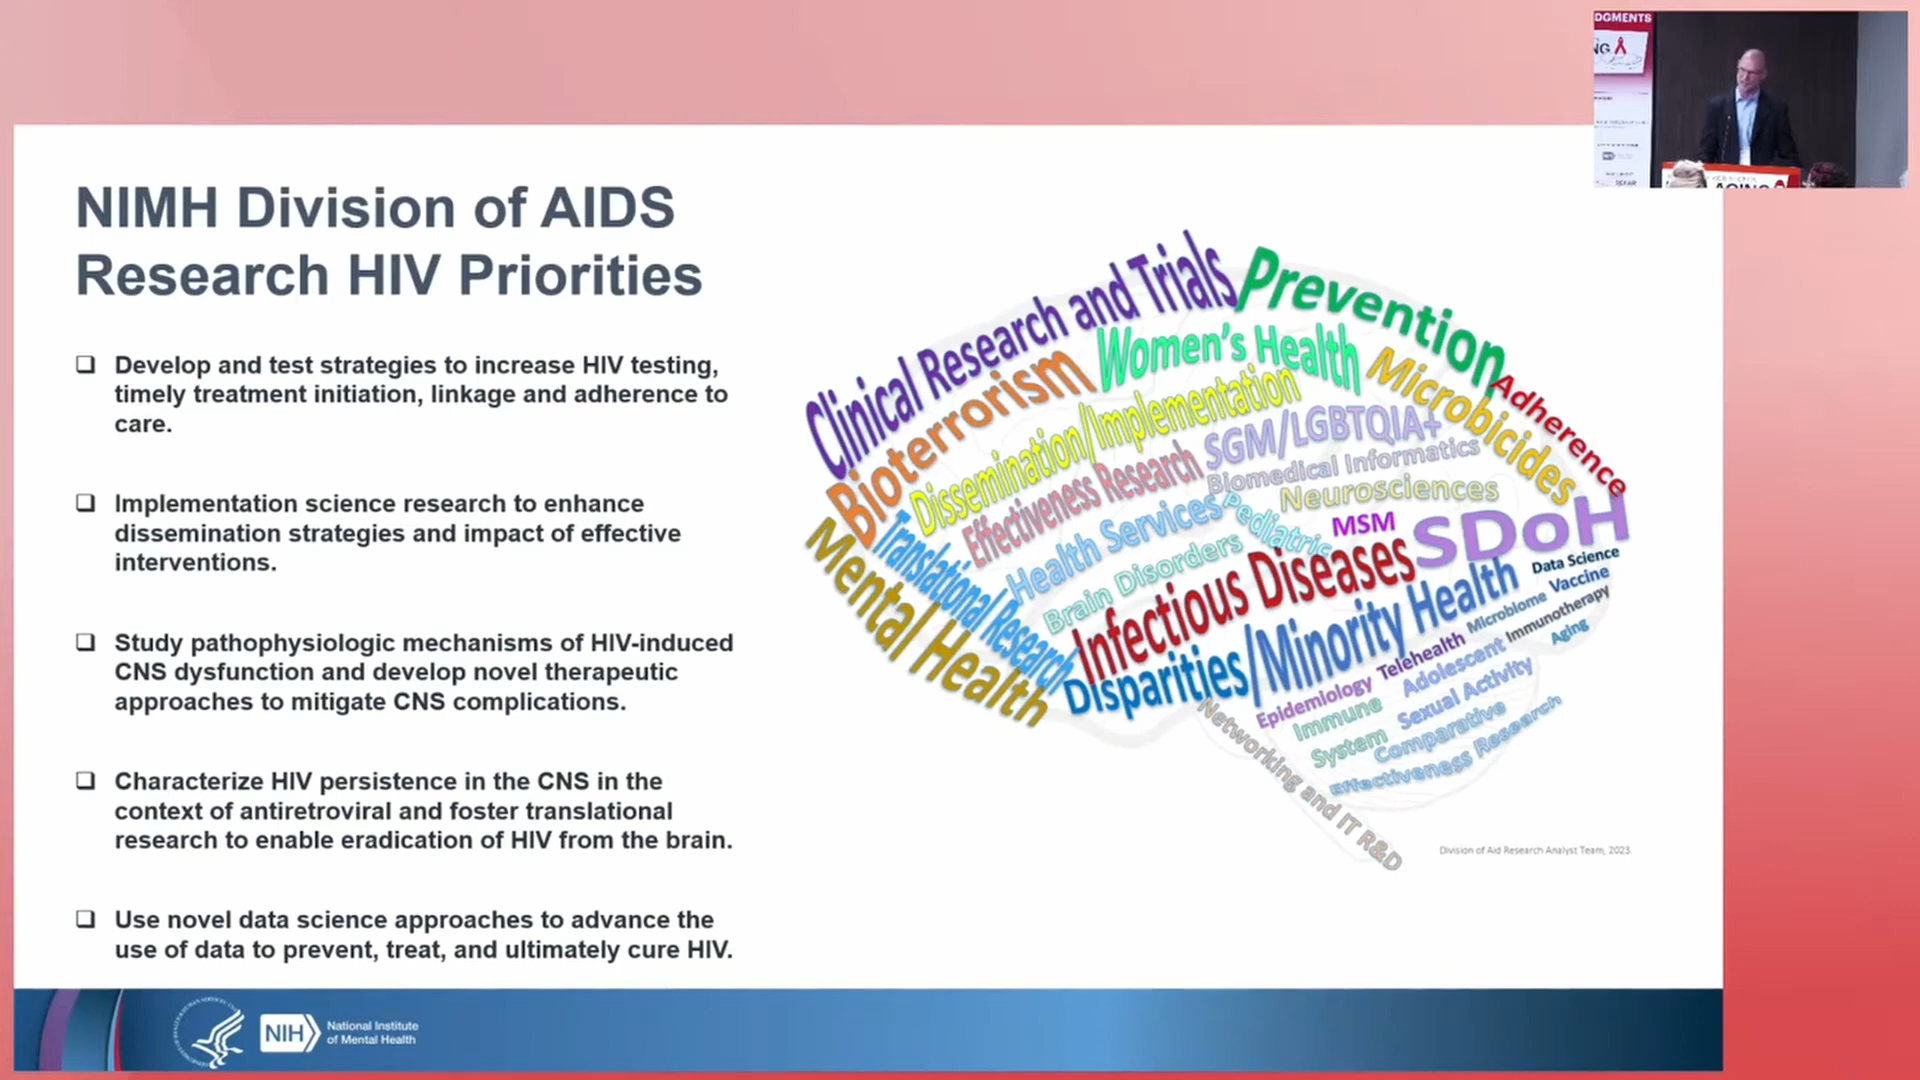 DGMENTS
NG
AGING
NIMH Division of AIDS
Research HIV Priorities
Develop and test strategies to increase HIV testing,
timely treatment initiation, linkage and adherence to
care.
Implementation science research to enhance
dissemination strategies and impact of effective
interventions.
Study pathophysiologic mechanisms of HIV-induced
CNS dysfunction and develop novel therapeutic
approaches to mitigate CNS complications.
Characterize HIV persistence in the CNS in the
context of antiretroviral and foster translational
research to enable eradication of HIV from the brain.
Use novel data science approaches to advance the
use of data to prevent, treat, and ultimately cure HIV.
Clinical Research and Trials
Prevention
Bioterrorism
Women's Health
Microbicides
Adherence
Dissemination/Implementation
SGM/LGBTQIA+
Effectiveness Research
Biomedical Informatics
Neurosciences
Translational Research
Health Services
Pediatric
MSM
SDoH
Mental Health
Brain Disorders
Infectious Diseases
Data Science
Disparities/Minority Health
Microbiome
Vaccine
Immunotherapy
Aging
Telehealth
Epidemiology
Adolescent
Immune
System
Sexual Activity
Comparative
Effectiveness Research
Networking and IT R&D
Division of Aid Research Analyst Team, 2023.
NIH
National Institute
of Mental Health